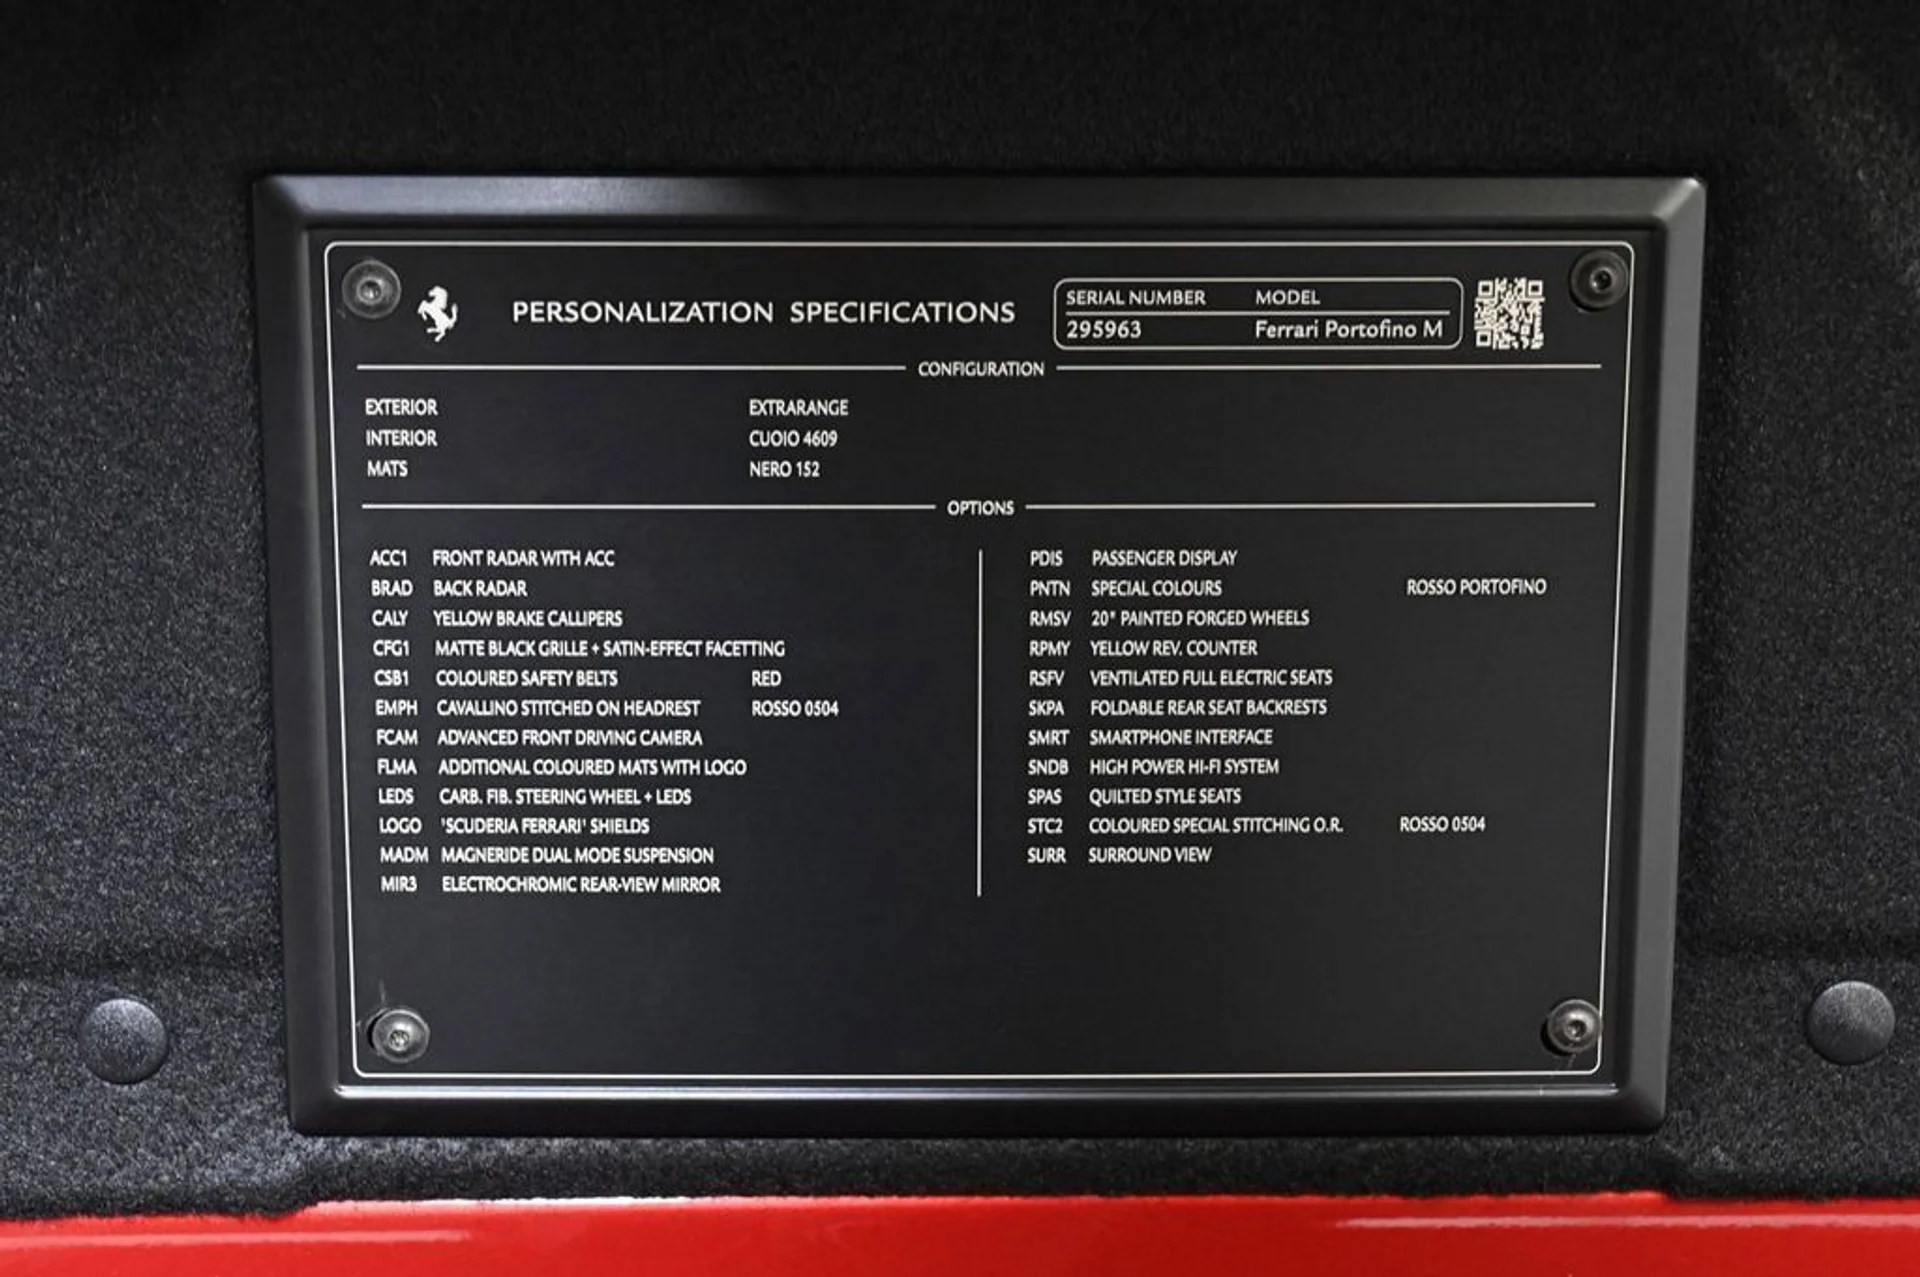 PERSONALIZATION SPECIFICATIONS
SERIAL NUMBER MODEL
295963 Ferrari Portofino M
CONFIGURATION
EXTERIOR EXTRARANGE
INTERIOR CUOIO 4609
MATS NERO 152
OPTIONS
ACC1 FRONT RADAR WITH ACC
BRAD BACK RADAR
CALY YELLOW BRAKE CALLIPERS
CFG1 MATTE BLACK GRILLE + SATIN-EFFECT FACETTING
CSB1 COLOURED SAFETY BELTS RED
EMPH CAVALLINO STITCHED ON HEADREST ROSSO 0504
FCAM ADVANCED FRONT DRIVING CAMERA
FLMA ADDITIONAL COLOURED MATS WITH LOGO
LEDS CARB. FIB. STEERING WHEEL + LEDS
LOGO 'SCUDERIA FERRARI' SHIELDS
MADM MAGNERIDE DUAL MODE SUSPENSION
MIR3 ELECTROCHROMIC REAR-VIEW MIRROR
PDIS PASSENGER DISPLAY
PNTN SPECIAL COLOURS ROSSO PORTOFINO
RMSV 20" PAINTED FORGED WHEELS
RPMY YELLOW REV. COUNTER
RSFV VENTILATED FULL ELECTRIC SEATS
SKPA FOLDABLE REAR SEAT BACKRESTS
SMRT SMARTPHONE INTERFACE
SNDB HIGH POWER HI-FI SYSTEM
SPAS QUILTED STYLE SEATS
STC2 COLOURED SPECIAL STITCHING O.R. ROSSO 0504
SURR SURROUND VIEW